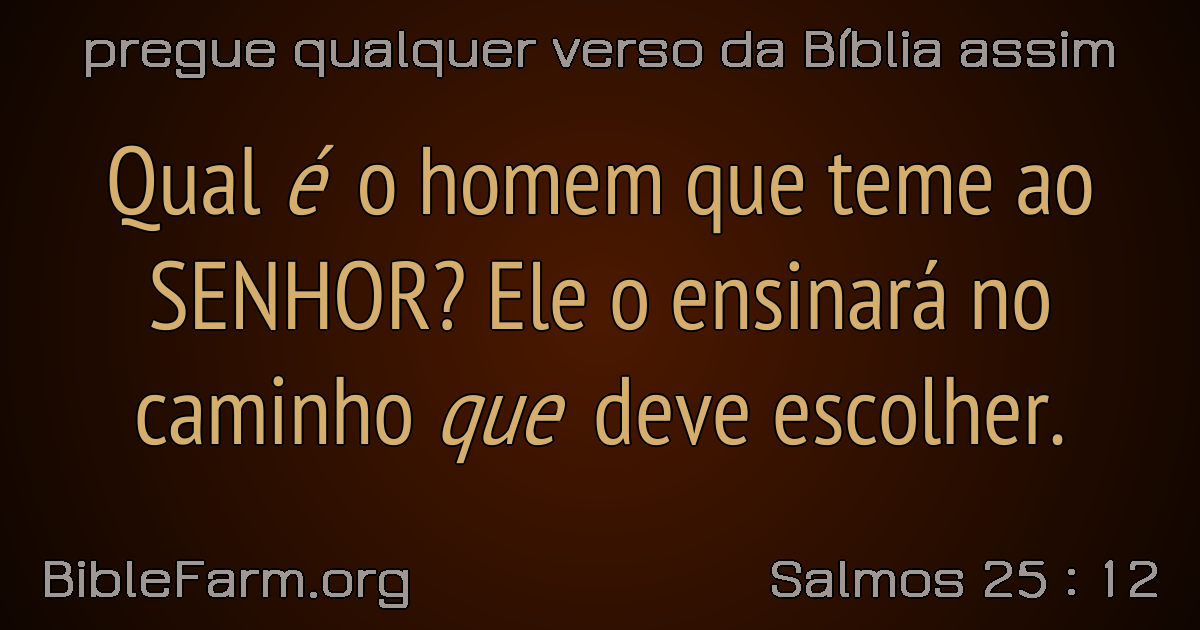 pregue qualquer verso da Bíblia assim
Qual é o homem que teme ao
SENHOR? Ele o ensinará no
caminho que deve escolher.
BibleFarm.org
Salmos 25 : 12